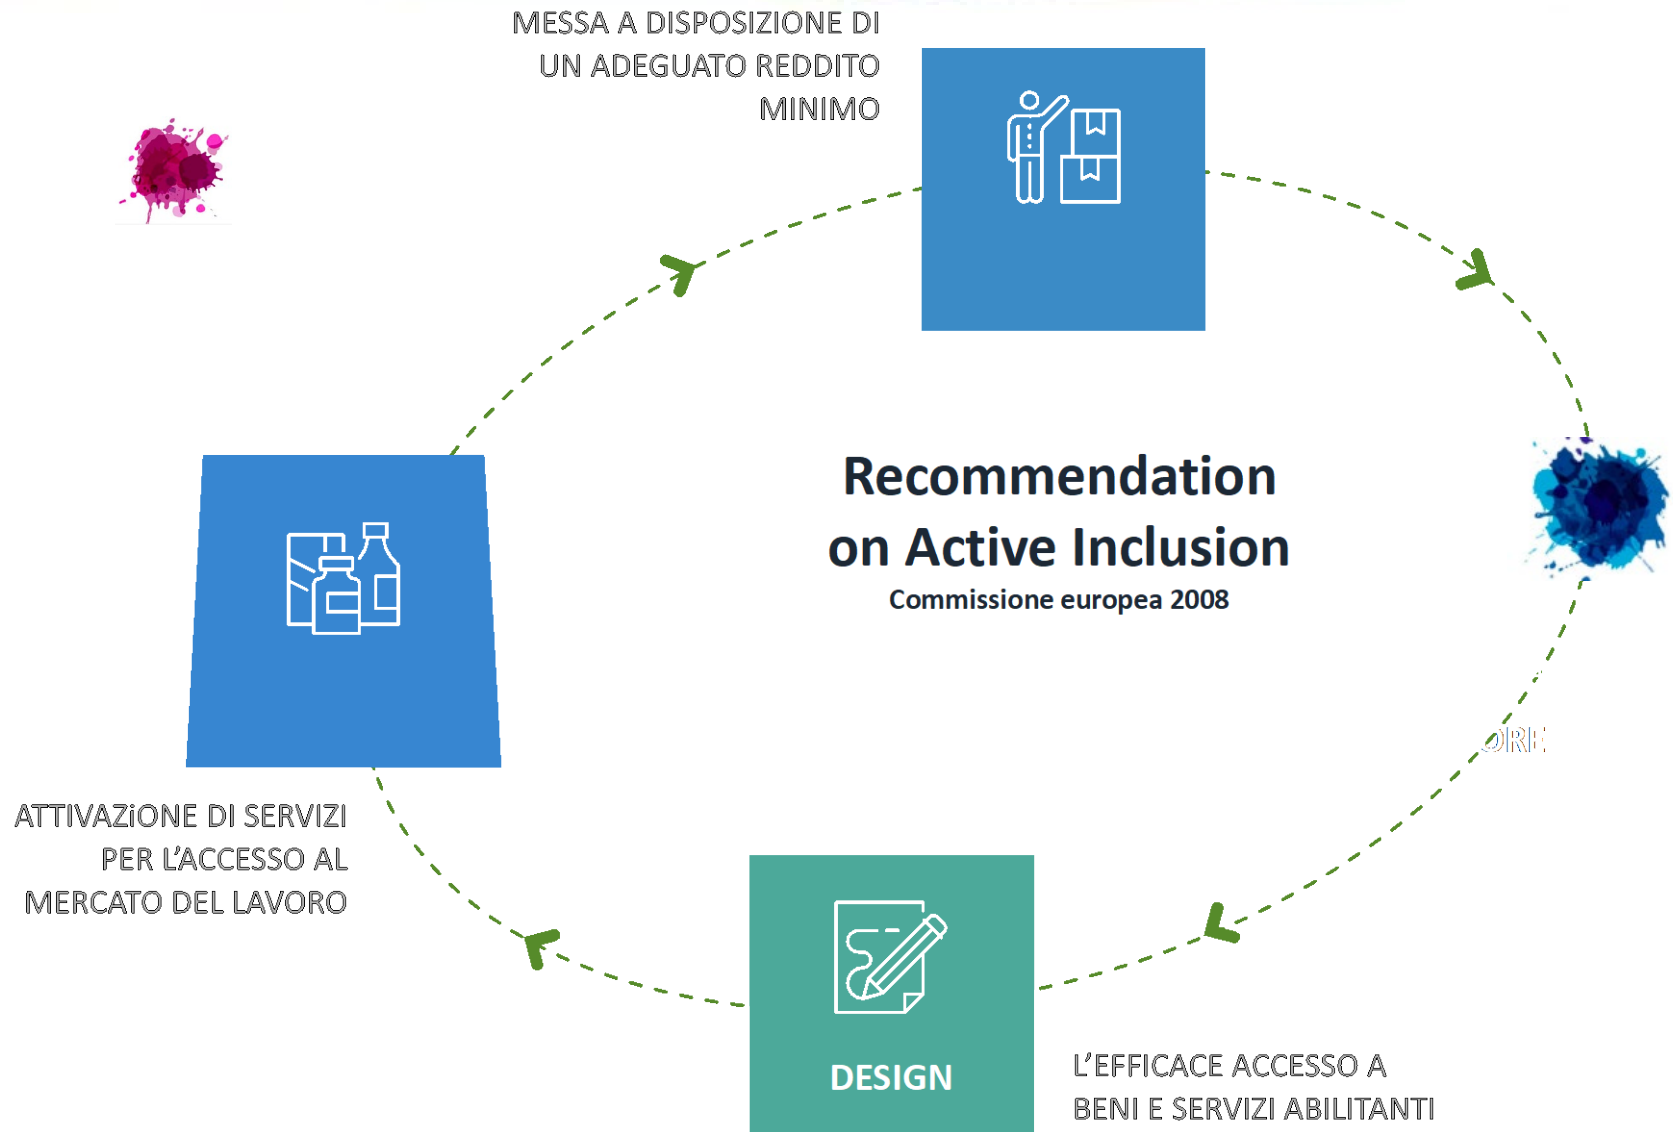 MESSA A DISPOSIZIONE DI
UN ADEGUATO REDDITO
MINIMO
Recommendation
on Active Inclusion
Commissione europea 2008
ORE
ATTIVAZiONE DI SERVIZI
PER L'ACCESSO AL
MERCATO DEL LAVORO
DESIGN
L'EFFICACE ACCESSO A
BENI E SERVIZI ABILITANTI